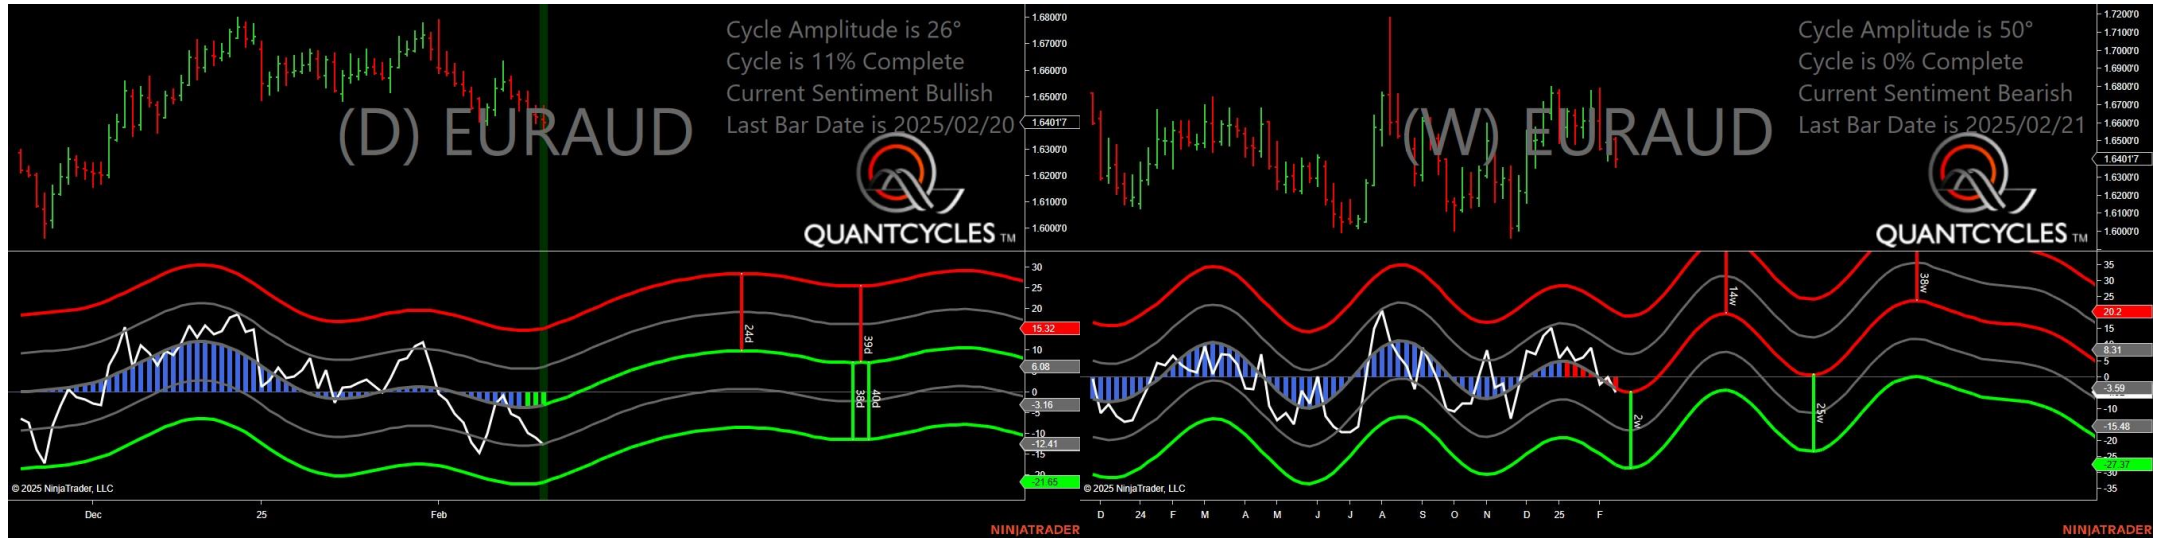 Cycle Amplitude is 26°
Cycle is 11% Complete
Current Sentiment Bullish
Last Bar Date is 2025/02/20
(D) EURAUD
QUANTCYCLES TM
1.6800'0
1.6700'0
1.6600'0
1.6500'0
1.6401'7
1.6300'0
1.6200'0
1.6100'0
1.6000'0
30
25
20
15.32
10
6.08
0
-3.16
-5
-10
-12.41
-15
-20
-21.65
24d
39d
38d
40d
© 2025 NinjaTrader, LLC
Dec
25
Feb
NINJATRADER
Cycle Amplitude is 50°
Cycle is 0% Complete
Current Sentiment Bearish
Last Bar Date is 2025/02/21
(W) EURAUD
QUANTCYCLES TM
1.7200'0
1.7100'0
1.7000'0
1.6900'0
1.6800'0
1.6700'0
1.6600'0
1.6500'0
1.6401'7
1.6300'0
1.6200'0
1.6100'0
1.6000'0
35
30
25
20.2
15
8.31
5
0
-3.59
-10
-15.48
-20
-27.37
-30
-35
14w
38w
2w
25w
© 2025 NinjaTrader, LLC
D 24 F M A M J J A S O N D 25 F
NINJATRADER